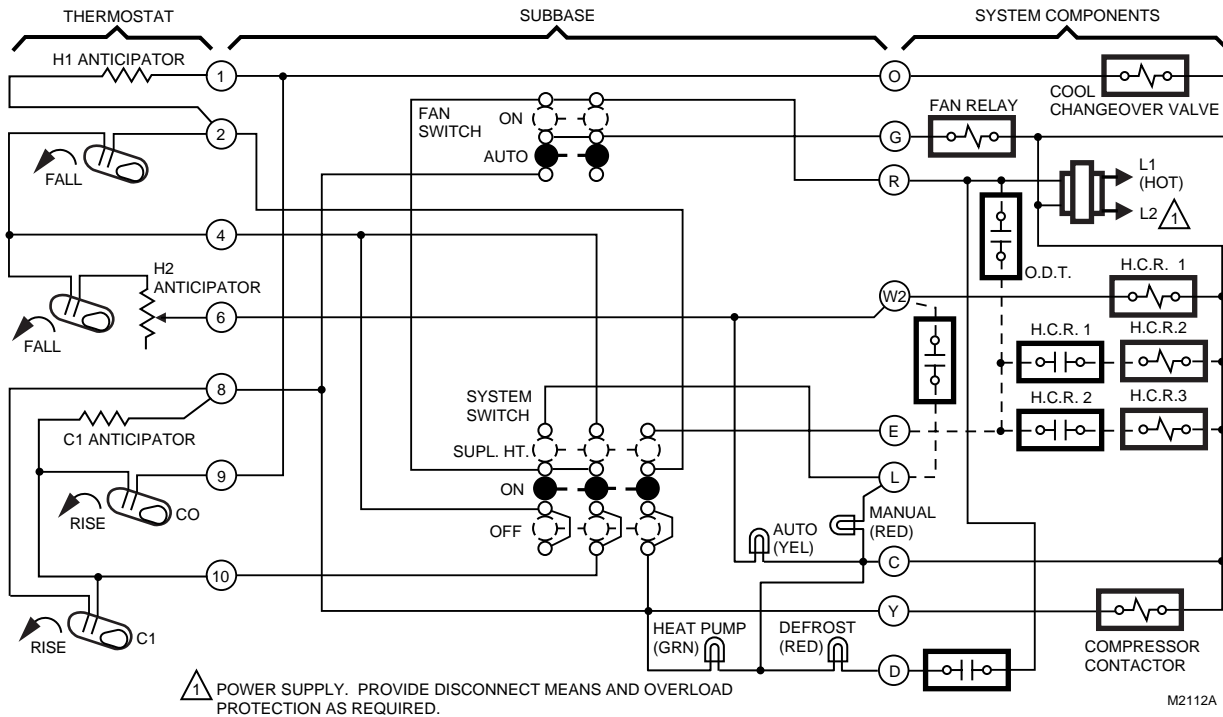 THERMOSTAT
SUBBASE
SYSTEM COMPONENTS
H1 ANTICIPATOR
1
O
COOL
CHANGEOVER VALVE
FAN
SWITCH
ON
AUTO
FAN RELAY
2
G
FALL
R
L1
(HOT)
L2
1
4
O.D.T.
H2
ANTICIPATOR
6
FALL
W2
H.C.R. 1
H.C.R. 1
H.C.R.2
8
SYSTEM
SWITCH
H.C.R. 2
H.C.R.3
C1 ANTICIPATOR
SUPL. HT.
E
9
L
RISE
CO
ON
OFF
AUTO
(YEL)
MANUAL
(RED)
10
C
Y
RISE
C1
HEAT PUMP
(GRN)
DEFROST
(RED)
D
COMPRESSOR
CONTACTOR
1
POWER SUPPLY. PROVIDE DISCONNECT MEANS AND OVERLOAD
PROTECTION AS REQUIRED.
M2112A